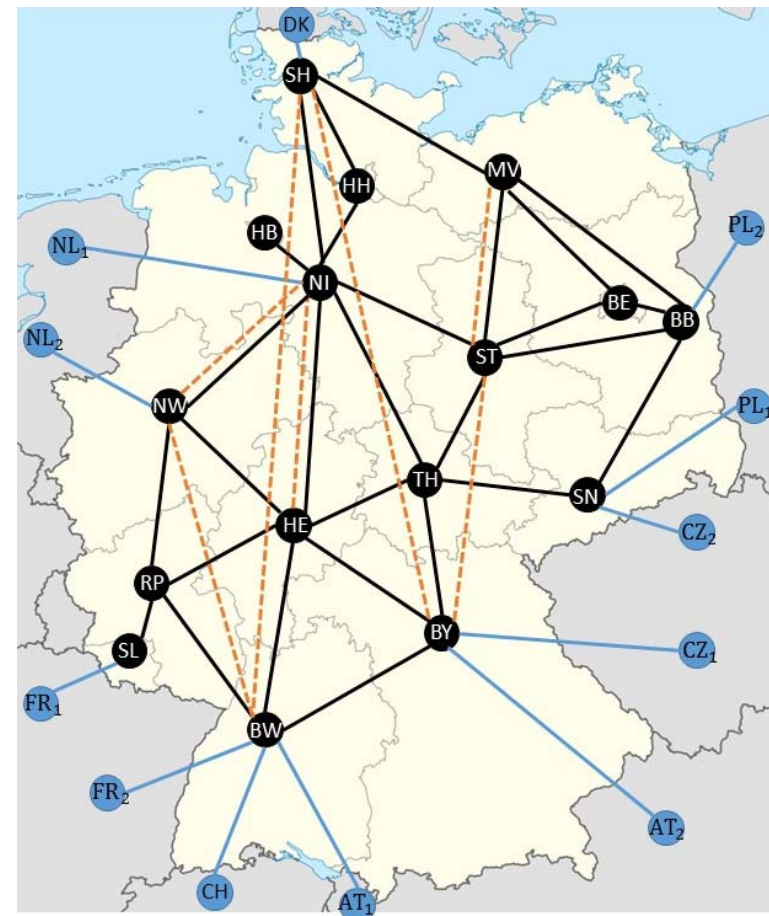 DK
SH
MV
HH
HB
PL₂
NL₁
NI
BE
BB
NL₂
ST
NW
PL₁
TH
SN
HE
CZ₂
RP
BY
SL
CZ₁
FR₁
BW
FR₂
AT₂
CH
AT₁